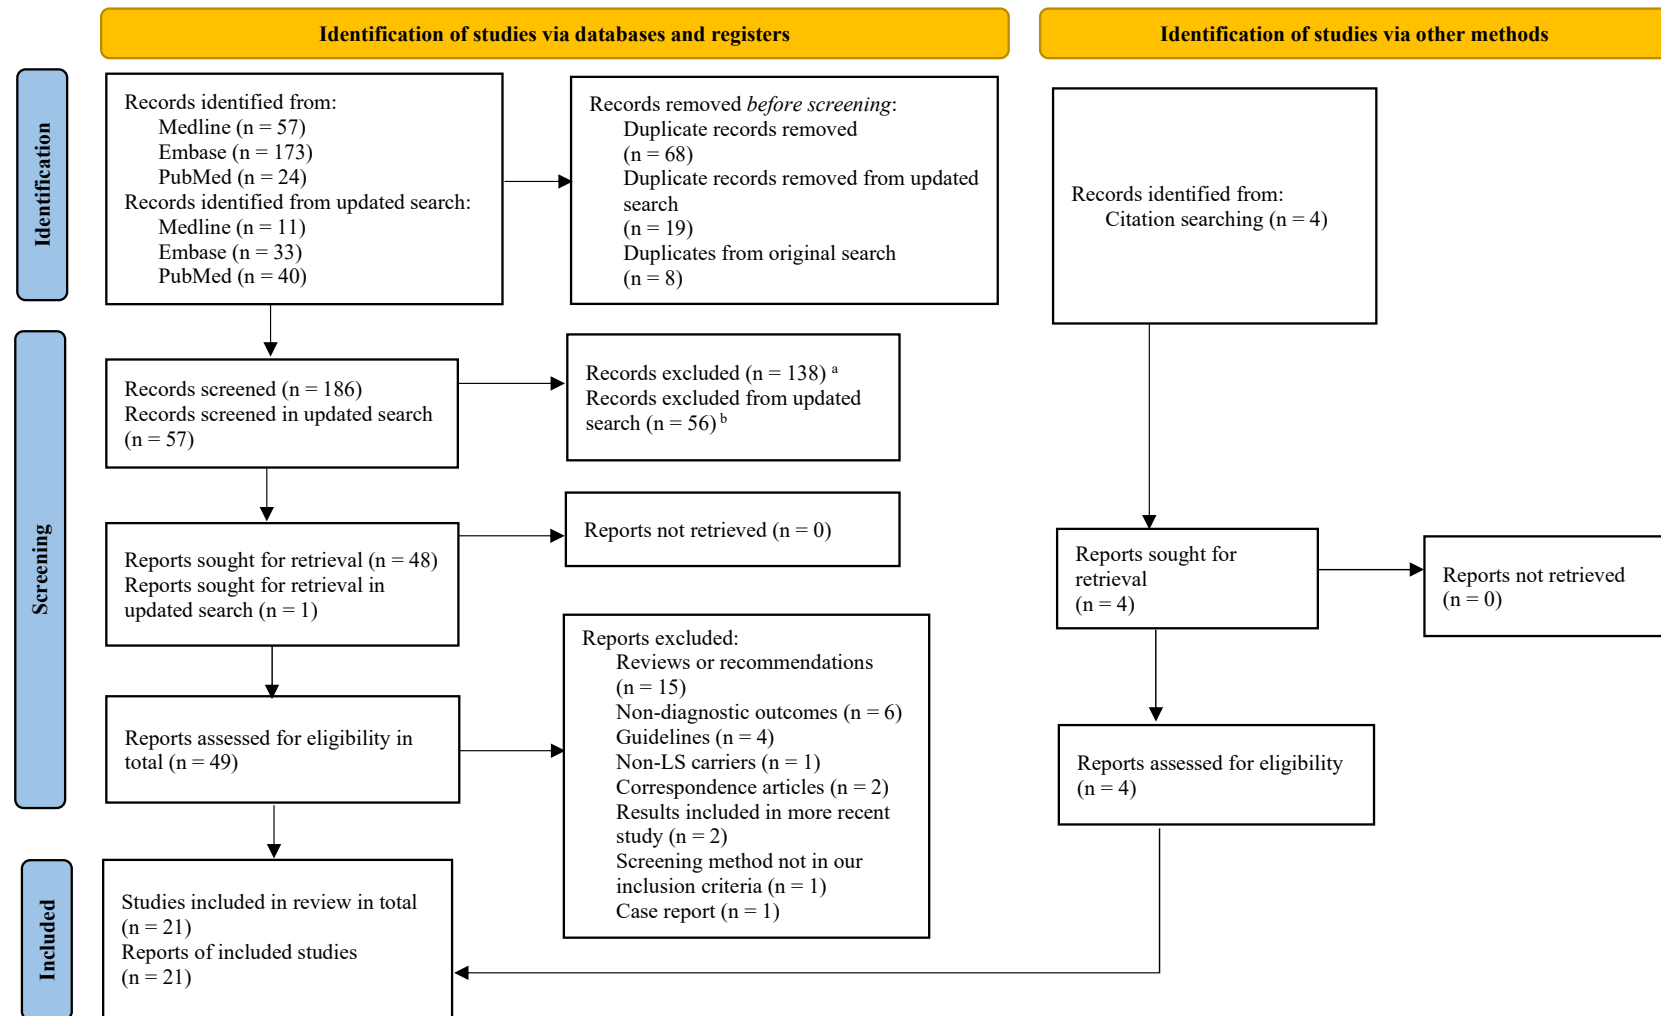 Identification of studies via databases and registers
Identification of studies via other methods
Identification
Records identified from:
Medline (n = 57)
Embase (n = 173)
PubMed (n = 24)
Records identified from updated search:
Medline (n = 11)
Embase (n = 33)
PubMed (n = 40)
Records removed before screening:
Duplicate records removed
(n = 68)
Duplicate records removed from updated
search
(n = 19)
Duplicates from original search
(n = 8)
Records identified from:
Citation searching (n = 4)
Screening
Records screened (n = 186)
Records screened in updated search
(n = 57)
Records excluded (n = 138) a
Records excluded from updated
search (n = 56) b
Reports sought for retrieval (n = 48)
Reports sought for retrieval in
updated search (n = 1)
Reports not retrieved (n = 0)
Reports sought for
retrieval
(n = 4)
Reports not retrieved
(n = 0)
Reports assessed for eligibility in
total (n = 49)
Reports excluded:
Reviews or recommendations
(n = 15)
Non-diagnostic outcomes (n = 6)
Guidelines (n = 4)
Non-LS carriers (n = 1)
Correspondence articles (n = 2)
Results included in more recent
study (n = 2)
Screening method not in our
inclusion criteria (n = 1)
Case report (n = 1)
Reports assessed for eligibility
(n = 4)
Included
Studies included in review in total
(n = 21)
Reports of included studies
(n = 21)